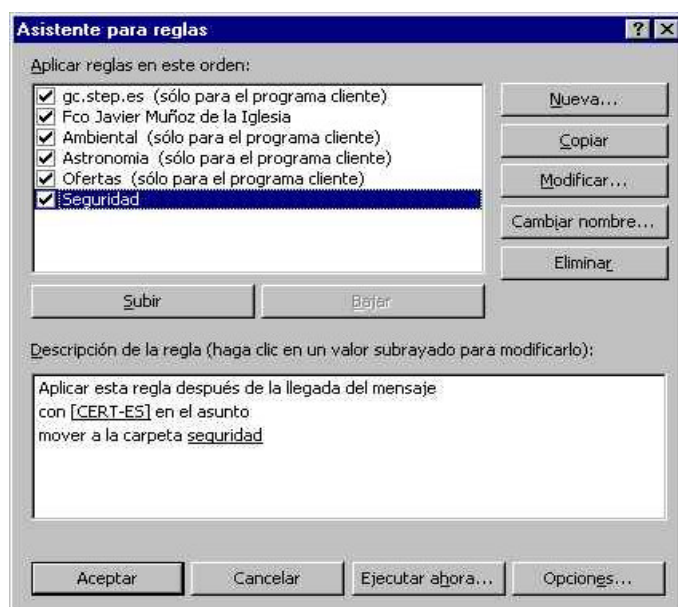 Asistente para reglas
Aplicar reglas en este orden:
gc.step.es (sólo para el programa cliente)
Fco Javier Muñoz de la Iglesia
Ambiental (sólo para el programa cliente)
Astronomia (sólo para el programa cliente)
Ofertas (sólo para el programa cliente)
Seguridad
Nueva...
Copiar
Modificar...
Cambiar nombre...
Eliminar
Subir
Bajar
Descripción de la regla (haga clic en un valor subrayado para modificarlo):
Aplicar esta regla después de la llegada del mensaje
con [CERT-ES] en el asunto
mover a la carpeta seguridad
Aceptar
Cancelar
Ejecutar ahora...
Opciones...